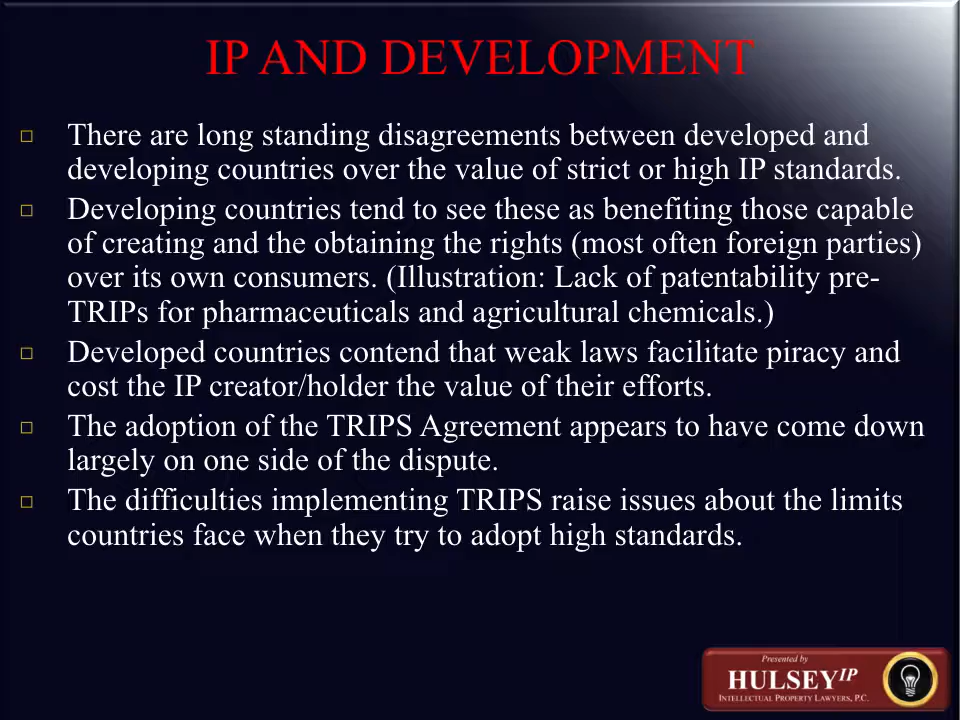 IP AND DEVELOPMENT
There are long standing disagreements between developed and
developing countries over the value of strict or high IP standards.
Developing countries tend to see these as benefiting those capable
of creating and the obtaining the rights (most often foreign parties)
over its own consumers. (Illustration: Lack of patentability pre-
TRIPs for pharmaceuticals and agricultural chemicals.)
Developed countries contend that weak laws facilitate piracy and
cost the IP creator/holder the value of their efforts.
The adoption of the TRIPS Agreement appears to have come down
largely on one side of the dispute.
The difficulties implementing TRIPS raise issues about the limits
countries face when they try to adopt high standards.
Presented by
HULSEY IP
INTELLECTUAL PROPERTY LAWYERS, P.C.